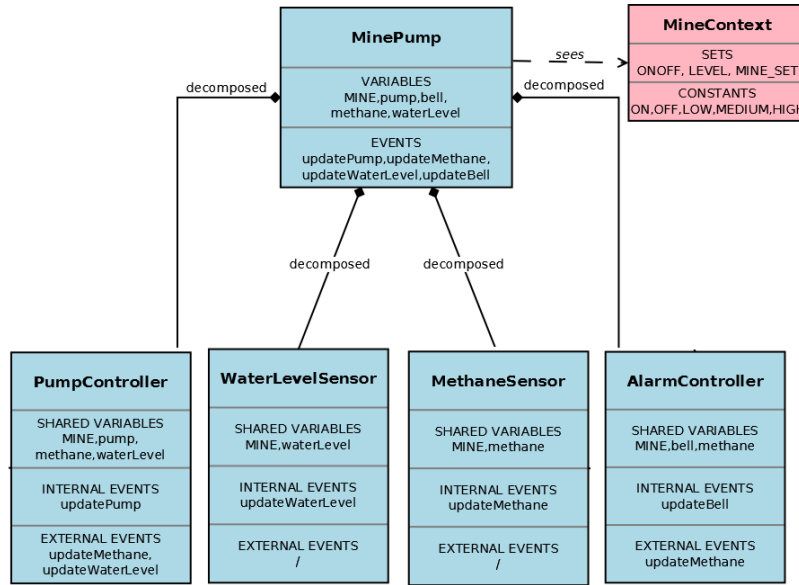 MinePump
VARIABLES
MINE,pump,bell,
methane,waterLevel
EVENTS
updatePump,updateMethane,
updateWaterLevel,updateBell
sees
MineContext
SETS
ONOFF, LEVEL, MINE_SET
CONSTANTS
ON,OFF,LOW,MEDIUM,HIGH
decomposed
decomposed
decomposed
decomposed
PumpController
SHARED VARIABLES
MINE,pump,
methane,waterLevel
INTERNAL EVENTS
updatePump
EXTERNAL EVENTS
updateMethane,
updateWaterLevel
WaterLevelSensor
SHARED VARIABLES
MINE,waterLevel
INTERNAL EVENTS
updateWaterLevel
EXTERNAL EVENTS
/
MethaneSensor
SHARED VARIABLES
MINE,methane
INTERNAL EVENTS
updateMethane
EXTERNAL EVENTS
/
AlarmController
SHARED VARIABLES
MINE,bell,methane
INTERNAL EVENTS
updateBell
EXTERNAL EVENTS
updateMethane